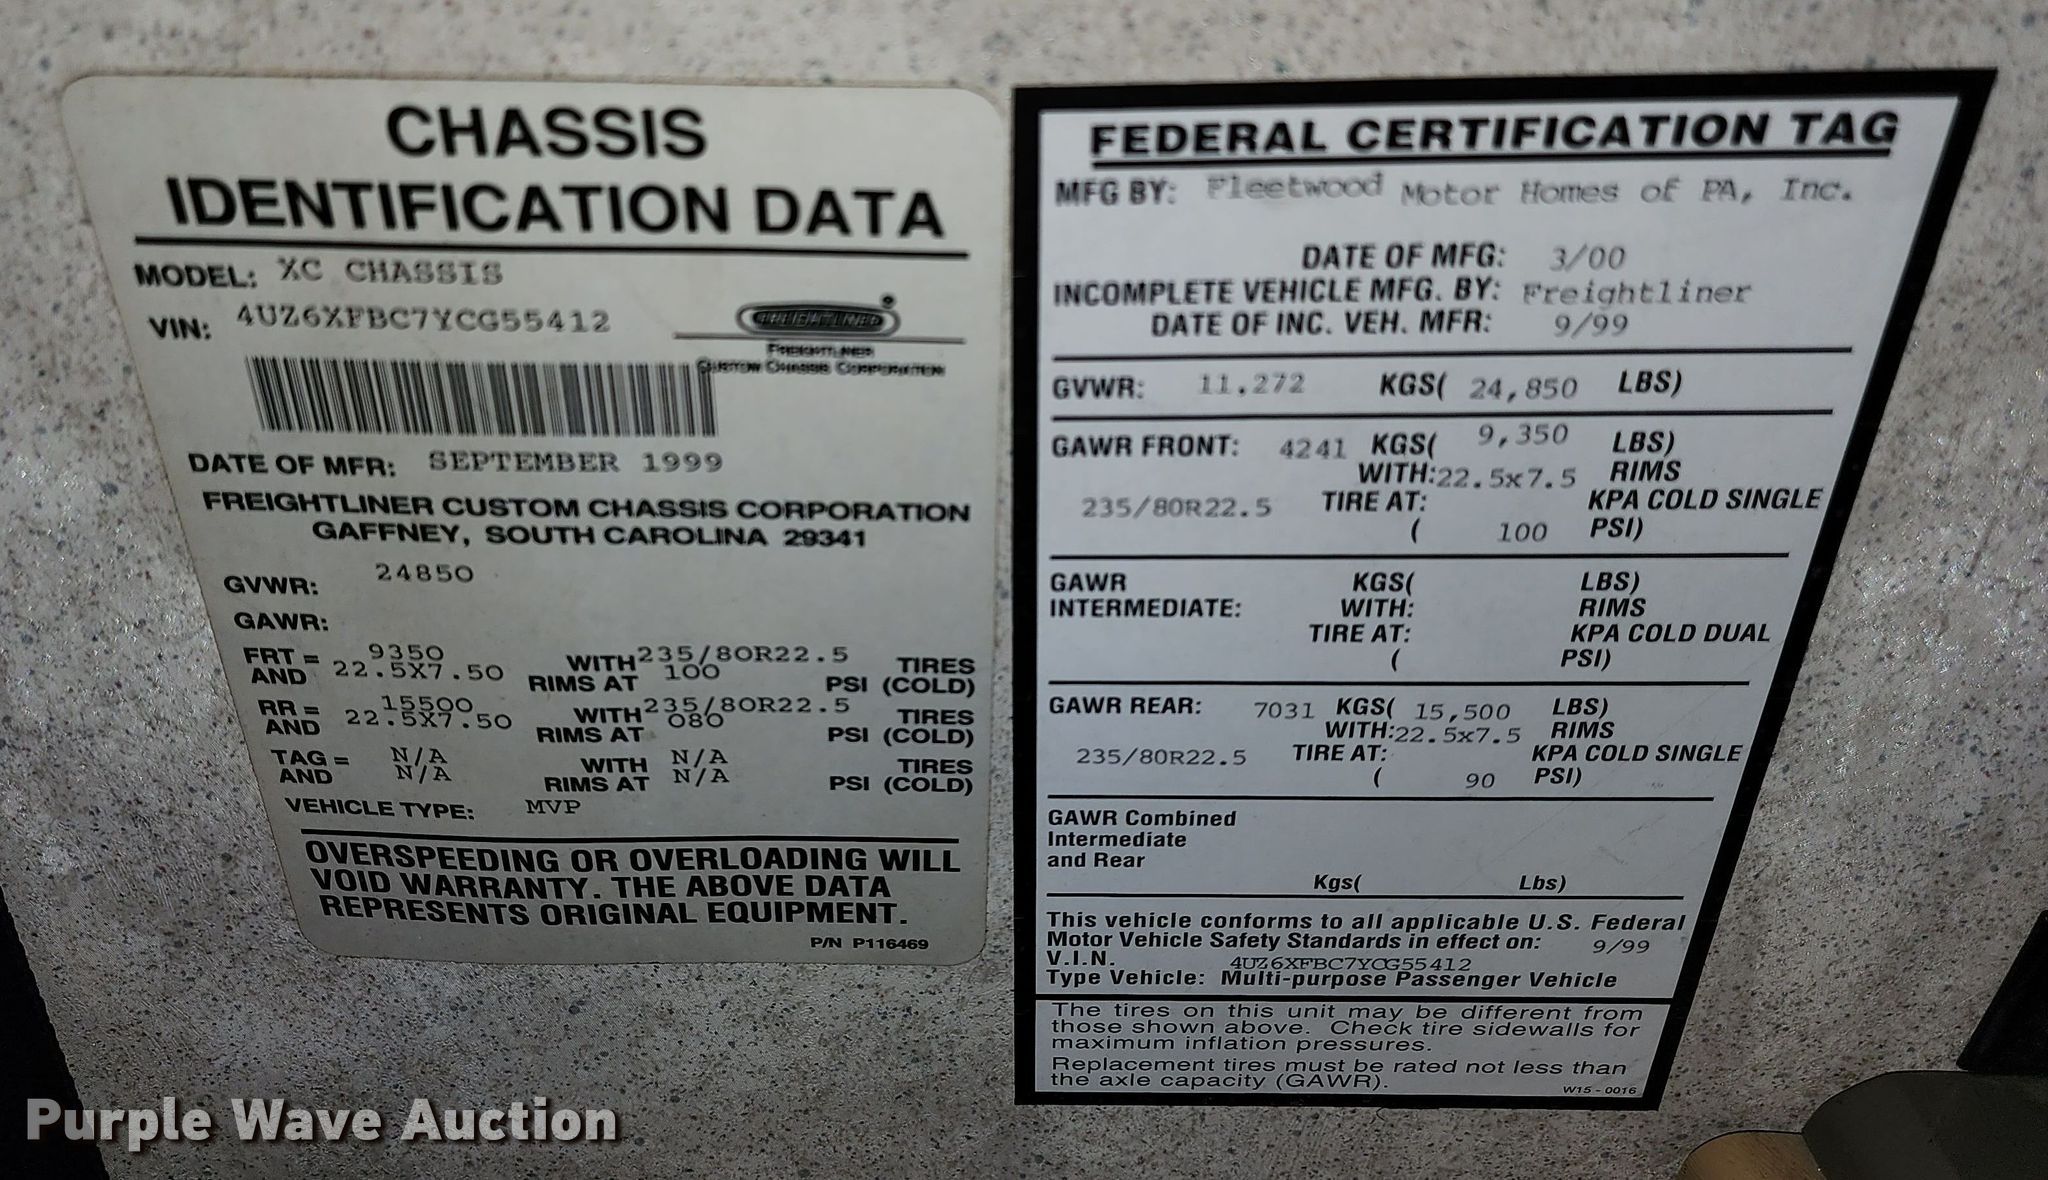 CHASSIS
IDENTIFICATION DATA
MODEL: XC CHASSIS
VIN: 4UZ6XFBC7YCG55412
FREIGHTLINER
FREIGHTLINER
CUSTOM CHASSIS CORPORATION
DATE OF MFR: SEPTEMBER 1999
FREIGHTLINER CUSTOM CHASSIS CORPORATION
GAFFNEY, SOUTH CAROLINA 29341
GVWR: 24850
GAWR:
FRT = 9350 WITH 235/80R22.5 TIRES
AND 22.5X7.50 RIMS AT 100 PSI (COLD)
RR = 15500 WITH 235/80R22.5 TIRES
AND 22.5X7.50 RIMS AT 080 PSI (COLD)
TAG = N/A WITH N/A TIRES
AND N/A RIMS AT N/A PSI (COLD)
VEHICLE TYPE: MVP
OVERSPEEDING OR OVERLOADING WILL
VOID WARRANTY. THE ABOVE DATA
REPRESENTS ORIGINAL EQUIPMENT.
P/N P116469
FEDERAL CERTIFICATION TAG
MFG BY: Fleetwood Motor Homes of PA, Inc.
DATE OF MFG: 3/00
INCOMPLETE VEHICLE MFG. BY: Freightliner
DATE OF INC. VEH. MFR: 9/99
GVWR: 11.272 KGS( 24,850 LBS)
GAWR FRONT: 4241 KGS( 9,350 LBS)
WITH: 22.5x7.5 RIMS
235/80R22.5 TIRE AT: KPA COLD SINGLE
( 100 PSI)
GAWR KGS( LBS)
INTERMEDIATE: WITH: RIMS
TIRE AT: KPA COLD DUAL
( PSI)
GAWR REAR: 7031 KGS( 15,500 LBS)
WITH: 22.5x7.5 RIMS
235/80R22.5 TIRE AT: KPA COLD SINGLE
( 90 PSI)
GAWR Combined
Intermediate
and Rear
Kgs( Lbs)
This vehicle conforms to all applicable U.S. Federal
Motor Vehicle Safety Standards in effect on: 9/99
V.I.N. 4UZ6XFBC7YCG55412
Type Vehicle: Multi-purpose Passenger Vehicle
The tires on this unit may be different from
those shown above. Check tire sidewalls for
maximum inflation pressures.
Replacement tires must be rated not less than
the axle capacity (GAWR).
W15 - 0016
Purple Wave Auction